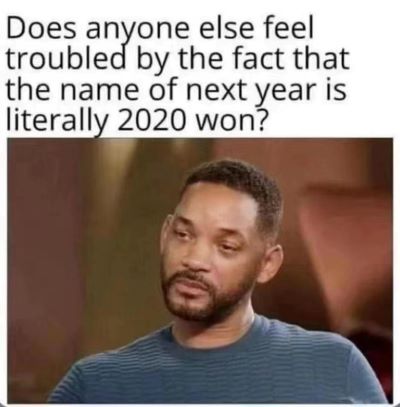 Does anyone else feel
troubled by the fact that
the name of next year is
literally 2020 won?